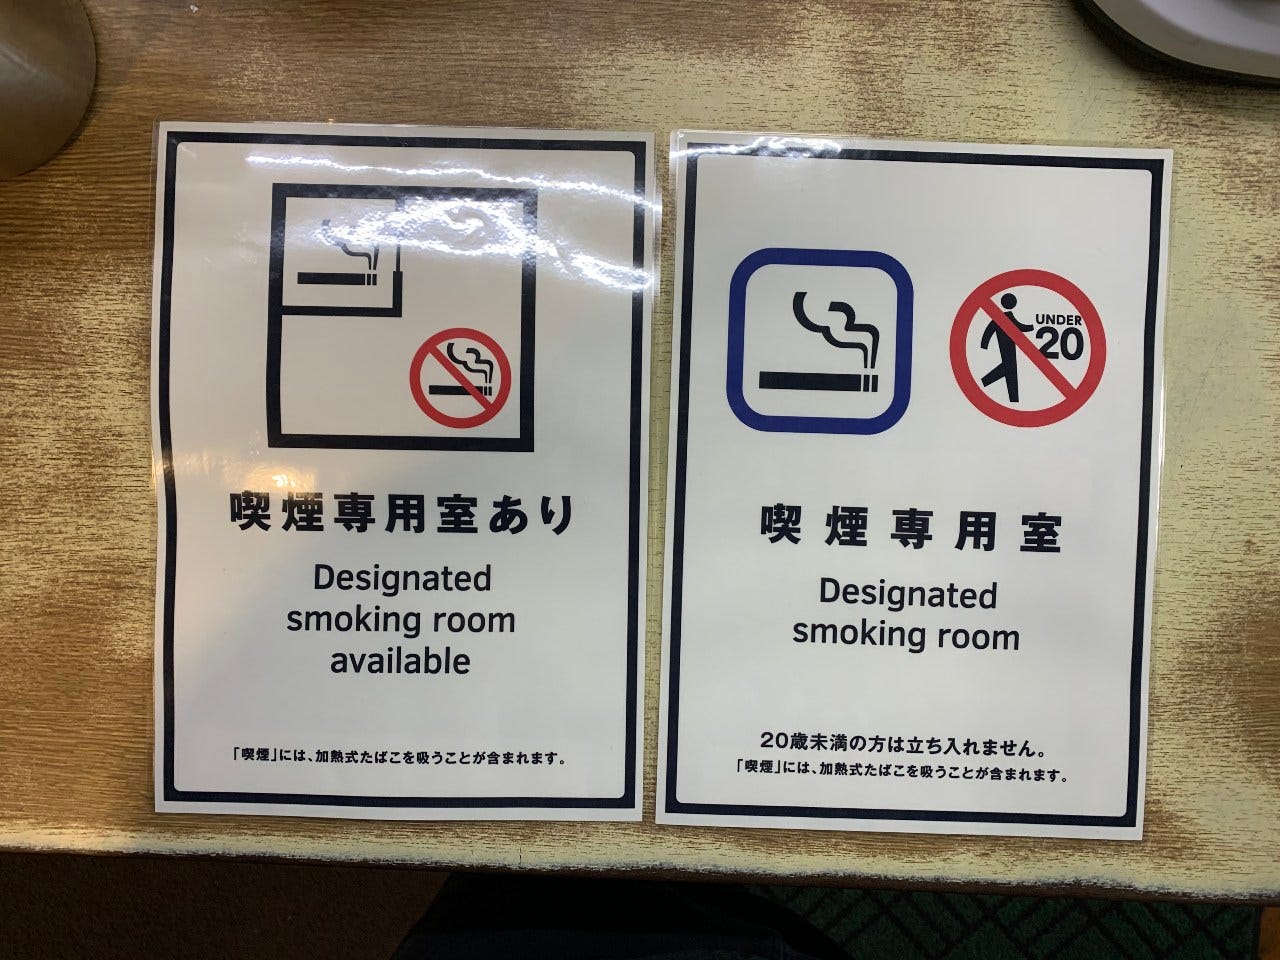 喫煙専用室あり
Designated
smoking room
available
「喫煙」には、加熱式たばこを吸うことが含まれます。
UNDER
20
喫煙専用室
Designated
smoking room
20歳未満の方は立ち入れません。
「喫煙」には、加熱式たばこを吸うことが含まれます。